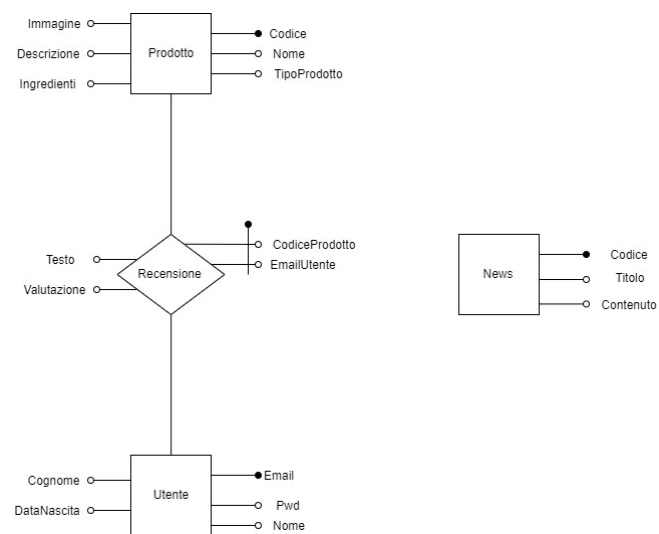 Immagine
Descrizione
Ingredienti
Prodotto
Codice
Nome
TipoProdotto
Testo
Valutazione
Recensione
CodiceProdotto
EmailUtente
News
Codice
Titolo
Contenuto
Cognome
DataNascita
Utente
Email
Pwd
Nome